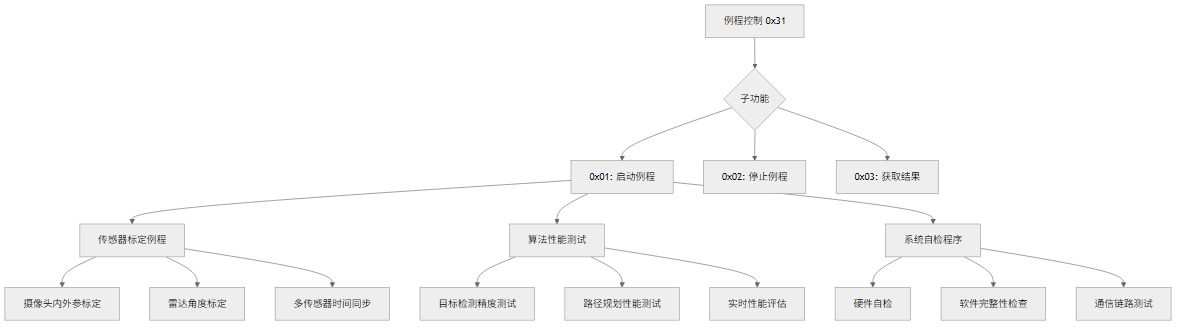 例程控制 0x31
子功能
0x01: 启动例程
0x02: 停止例程
0x03: 获取结果
传感器标定例程
算法性能测试
系统自检程序
摄像头内外参标定
雷达角度标定
多传感器时间同步
目标检测精度测试
路径规划性能测试
实时性能评估
硬件自检
软件完整性检查
通信链路测试